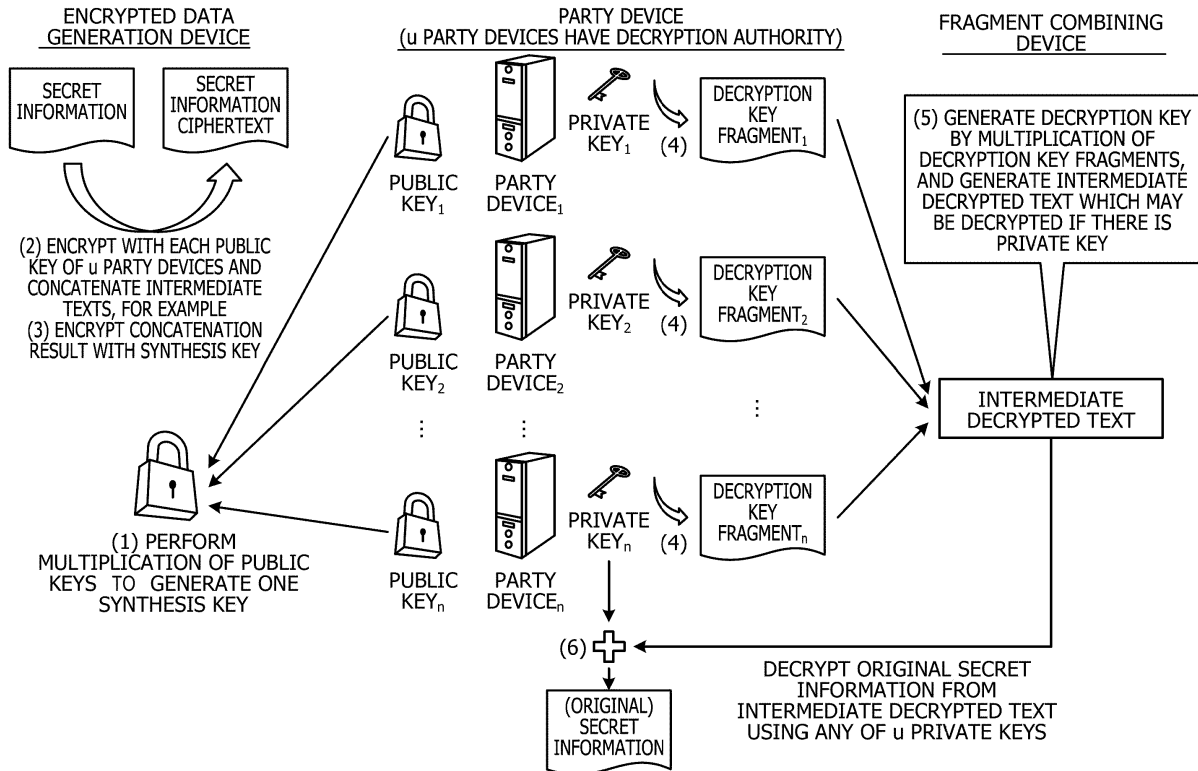 ENCRYPTED DATA
GENERATION DEVICE
SECRET
INFORMATION
SECRET
INFORMATION
CIPHERTEXT
(2) ENCRYPT WITH EACH PUBLIC
KEY OF u PARTY DEVICES AND
CONCATENATE INTERMEDIATE
TEXTS, FOR EXAMPLE
(3) ENCRYPT CONCATENATION
RESULT WITH SYNTHESIS KEY
(1) PERFORM
MULTIPLICATION OF PUBLIC
KEYS TO GENERATE ONE
SYNTHESIS KEY
PARTY DEVICE
(u PARTY DEVICES HAVE DECRYPTION AUTHORITY)
PUBLIC
KEY₁
PARTY
DEVICE₁
PRIVATE
KEY₁
(4)
DECRYPTION
KEY
FRAGMENT₁
PUBLIC
KEY₂
PARTY
DEVICE₂
PRIVATE
KEY₂
(4)
DECRYPTION
KEY
FRAGMENT₂
⋮
⋮
⋮
PUBLIC
KEYₙ
PARTY
DEVICEₙ
PRIVATE
KEYₙ
(4)
DECRYPTION
KEY
FRAGMENTₙ
FRAGMENT COMBINING
DEVICE
(5) GENERATE DECRYPTION KEY
BY MULTIPLICATION OF
DECRYPTION KEY FRAGMENTS,
AND GENERATE INTERMEDIATE
DECRYPTED TEXT WHICH MAY
BE DECRYPTED IF THERE IS
PRIVATE KEY
INTERMEDIATE
DECRYPTED TEXT
(6)
(ORIGINAL)
SECRET
INFORMATION
DECRYPT ORIGINAL SECRET
INFORMATION FROM
INTERMEDIATE DECRYPTED TEXT
USING ANY OF u PRIVATE KEYS